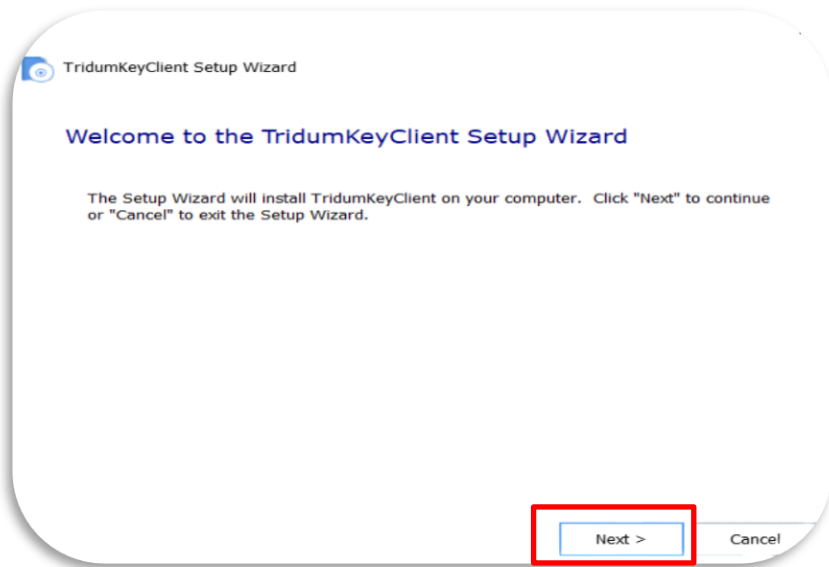 TridumKeyClient Setup Wizard
Welcome to the TridumKeyClient Setup Wizard
The Setup Wizard will install TridumKeyClient on your computer.  Click "Next" to continue
or "Cancel" to exit the Setup Wizard.
Next > Cancel